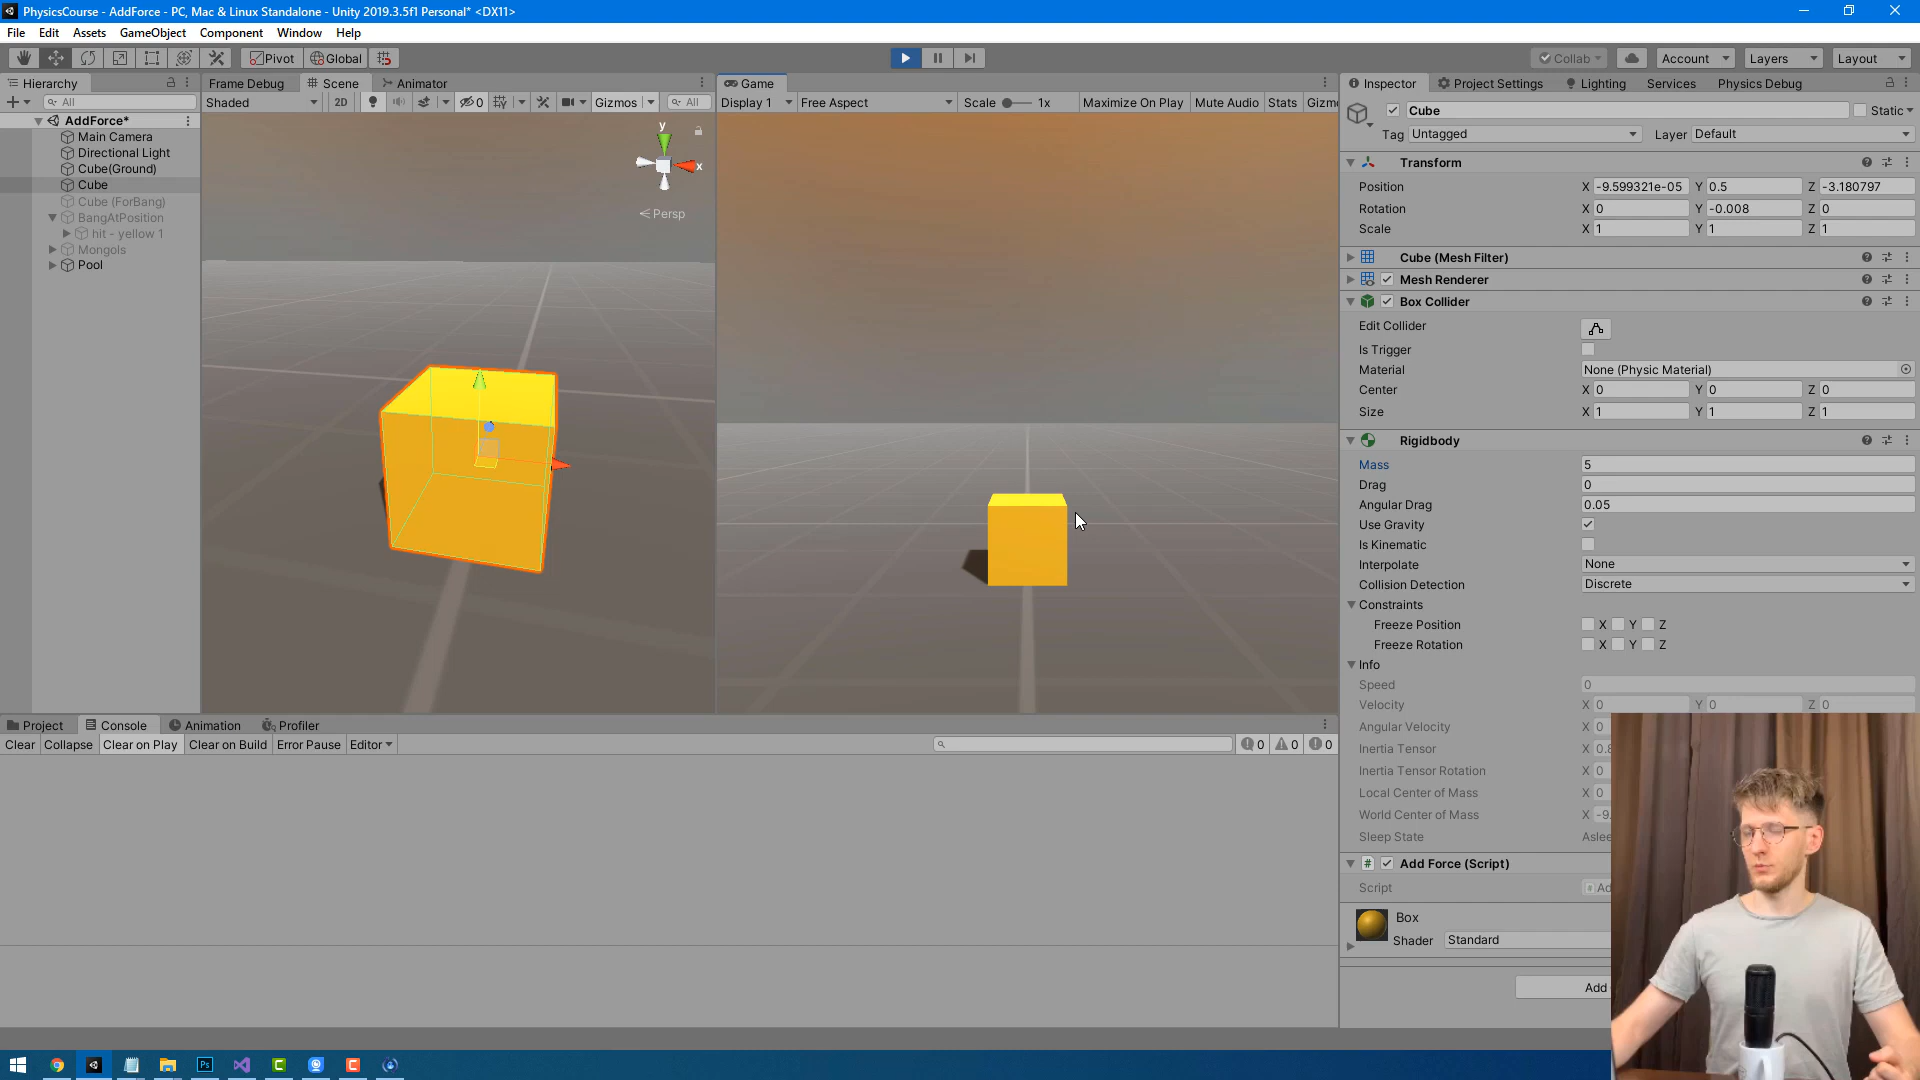 PhysicsCourse - AddForce - PC, Mac & Linux Standalone - Unity 2019.3.5f1 Personal* <DX11>
File Edit Assets GameObject Component Window Help
Pivot Global Collab Account Layers Layout
Hierarchy
All
AddForce*
Main Camera
Directional Light
Cube(Ground)
Cube
Cube (ForBang)
BangAtPosition
hit - yellow 1
Mongols
Pool
Frame Debug Scene Animator
Shaded 2D 0 Gizmos All
y
x
Persp
Game
Display 1 Free Aspect Scale 1x Maximize On Play Mute Audio Stats Gizm
Inspector Project Settings Lighting Services Physics Debug
Cube Static
Tag Untagged Layer Default
Transform
Position X -9.599321e-05 Y 0.5 Z -3.180797
Rotation X 0 Y -0.008 Z 0
Scale X 1 Y 1 Z 1
Cube (Mesh Filter)
Mesh Renderer
Box Collider
Edit Collider
Is Trigger
Material None (Physic Material)
Center X 0 Y 0 Z 0
Size X 1 Y 1 Z 1
Rigidbody
Mass 5
Drag 0
Angular Drag 0.05
Use Gravity
Is Kinematic
Interpolate None
Collision Detection Discrete
Constraints
Freeze Position X Y Z
Freeze Rotation X Y Z
Info
Speed 0
Velocity X 0 Y 0 Z 0
Angular Velocity X 0
Inertia Tensor X 0.8
Inertia Tensor Rotation X 0
Local Center of Mass X 0
World Center of Mass X -9.
Sleep State Aslee
# Add Force (Script)
Script # Ad
Box
Shader Standard
Add
Project Console Animation Profiler
Clear Collapse Clear on Play Clear on Build Error Pause Editor 0 0 0
Ps C C